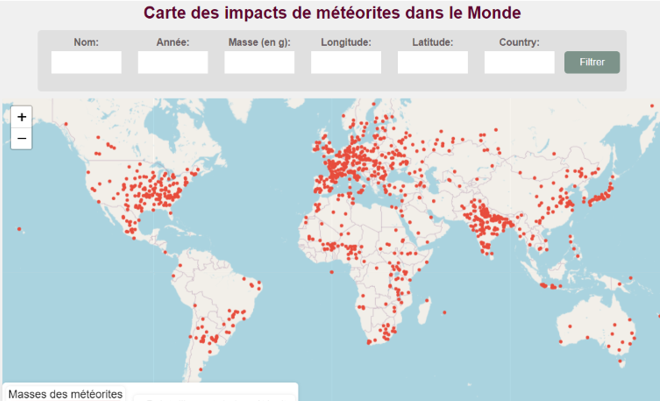 Carte des impacts de météorites dans le Monde
Nom: Année: Masse (en g): Longitude: Latitude: Country:
Filtrer
+
−
Masses des météorites